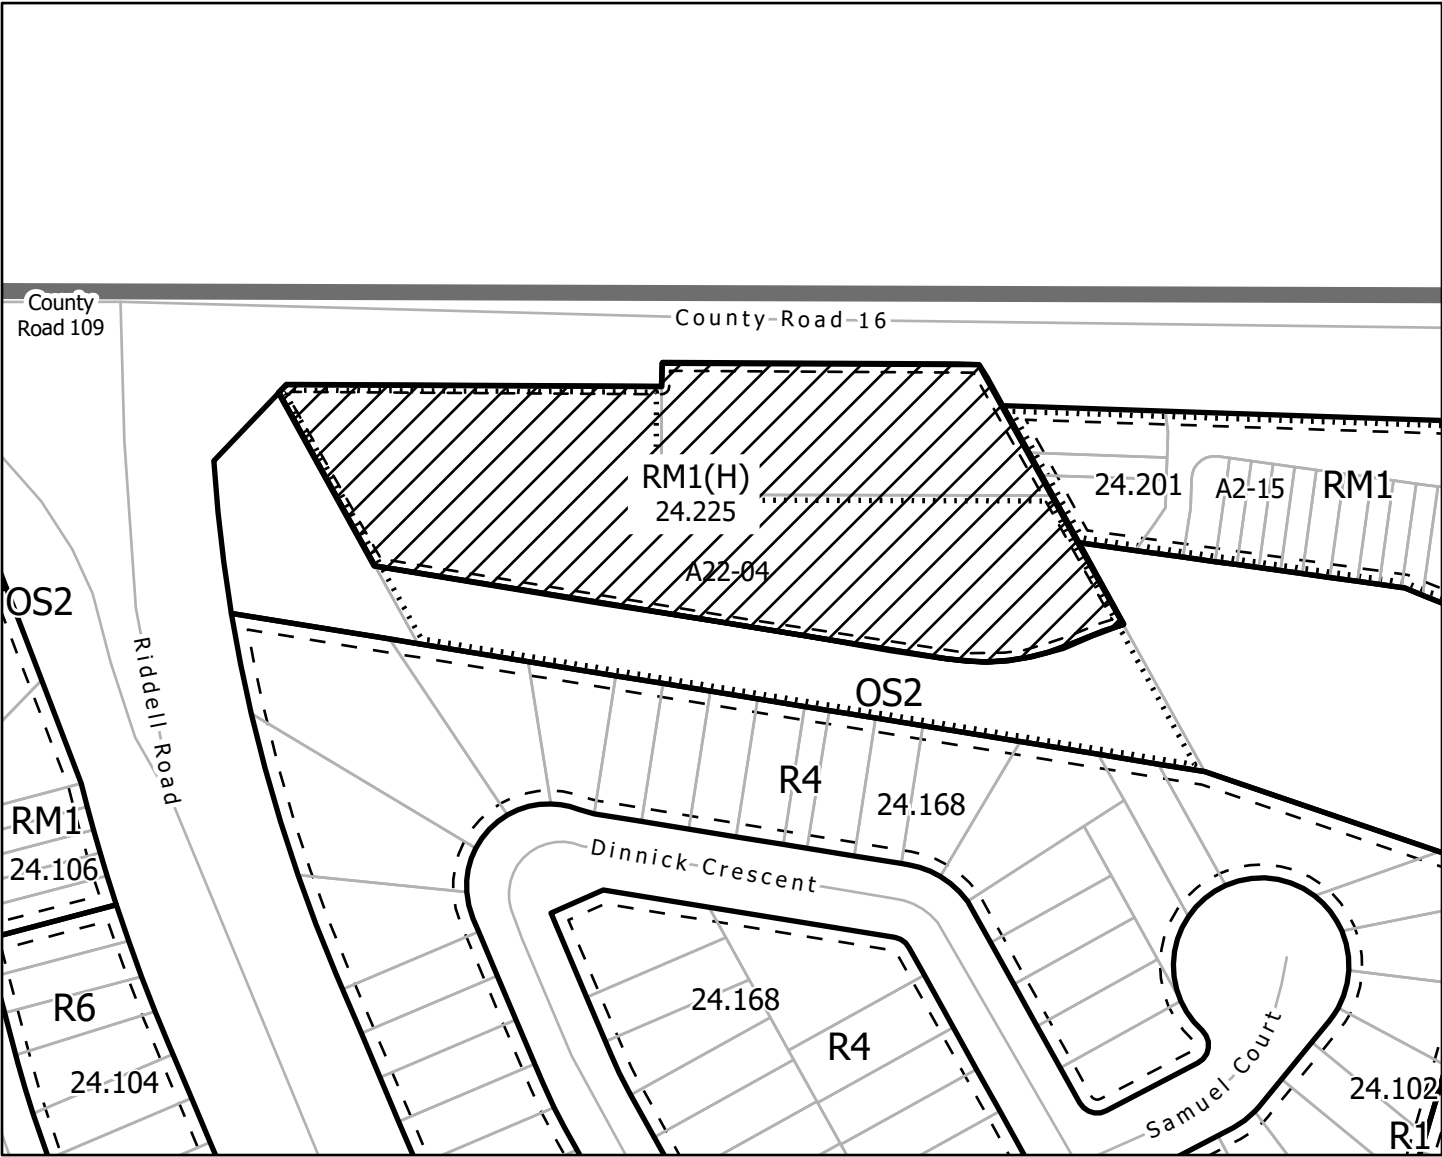 County
Road 109
County Road 16
RM1(H)
24.225
A22-04
24.201
A2-15
RM1
OS2
Riddell Road
OS2
R4
24.168
RM1
24.106
Dinnick Crescent
R6
24.104
24.168
R4
Samuel Court
24.102
R1